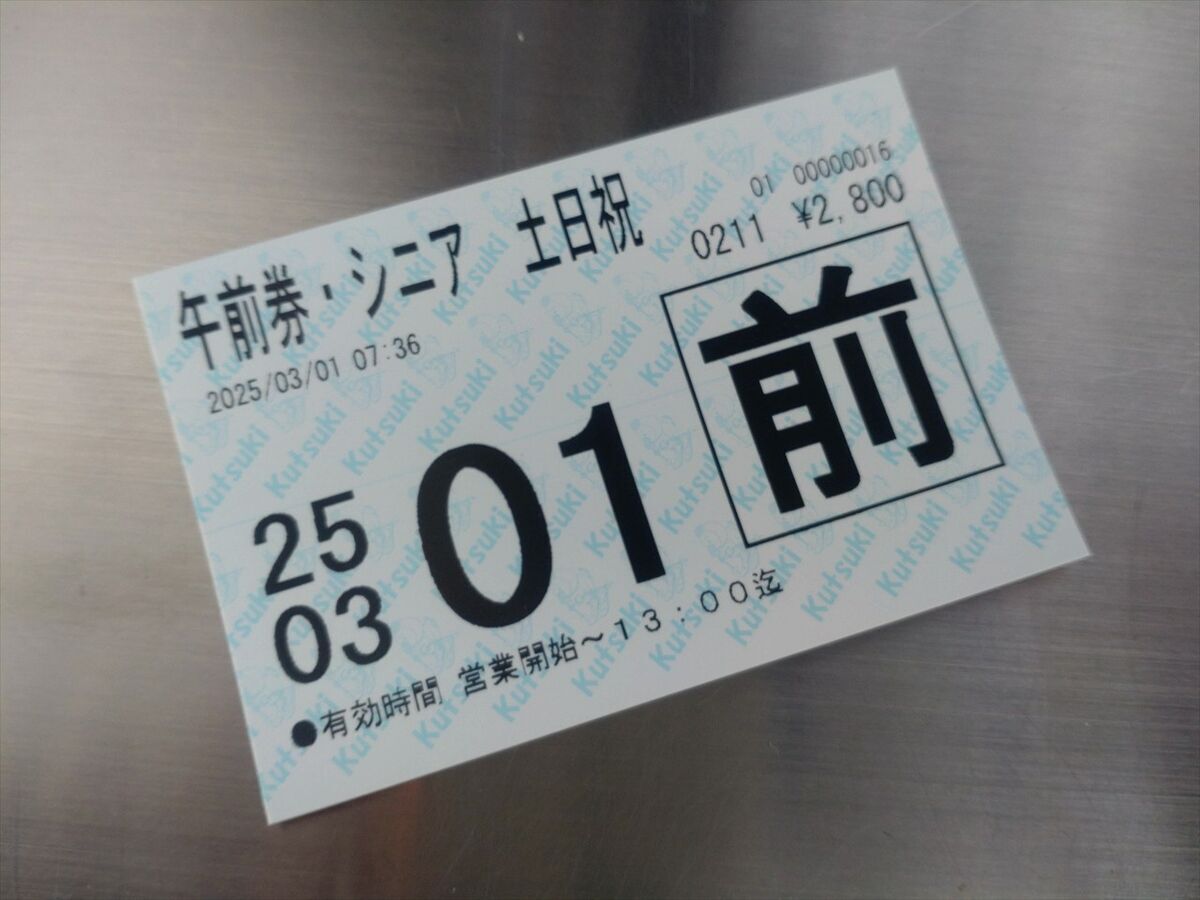 午前券・シニア 土日祝
01 00000016
0211 ¥2,800
2025/03/01 07:36
前
25
03
01
●有効時間 営業開始～13:00迄
Kutsuki